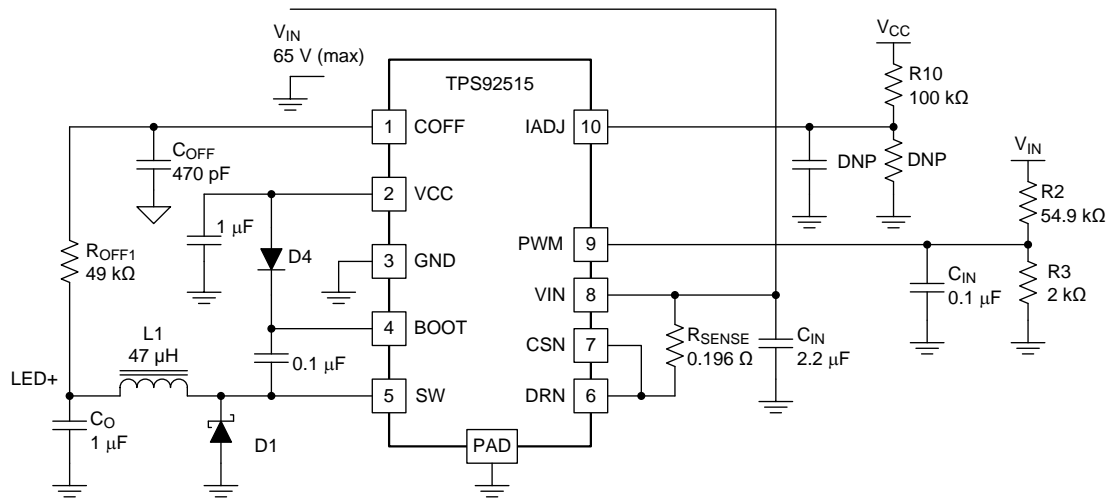 V_IN
65 V (max)
TPS92515
V_CC
R10
100 kΩ
1
COFF
IADJ
10
C_OFF
470 pF
DNP
DNP
V_IN
R2
54.9 kΩ
2
VCC
1 μF
D4
PWM
9
R_OFF1
49 kΩ
3
GND
C_IN
0.1 μF
R3
2 kΩ
VIN
8
4
BOOT
R_SENSE
0.196 Ω
C_IN
2.2 μF
CSN
7
L1
47 μH
0.1 μF
LED+
5
SW
DRN
6
C_O
1 μF
D1
PAD